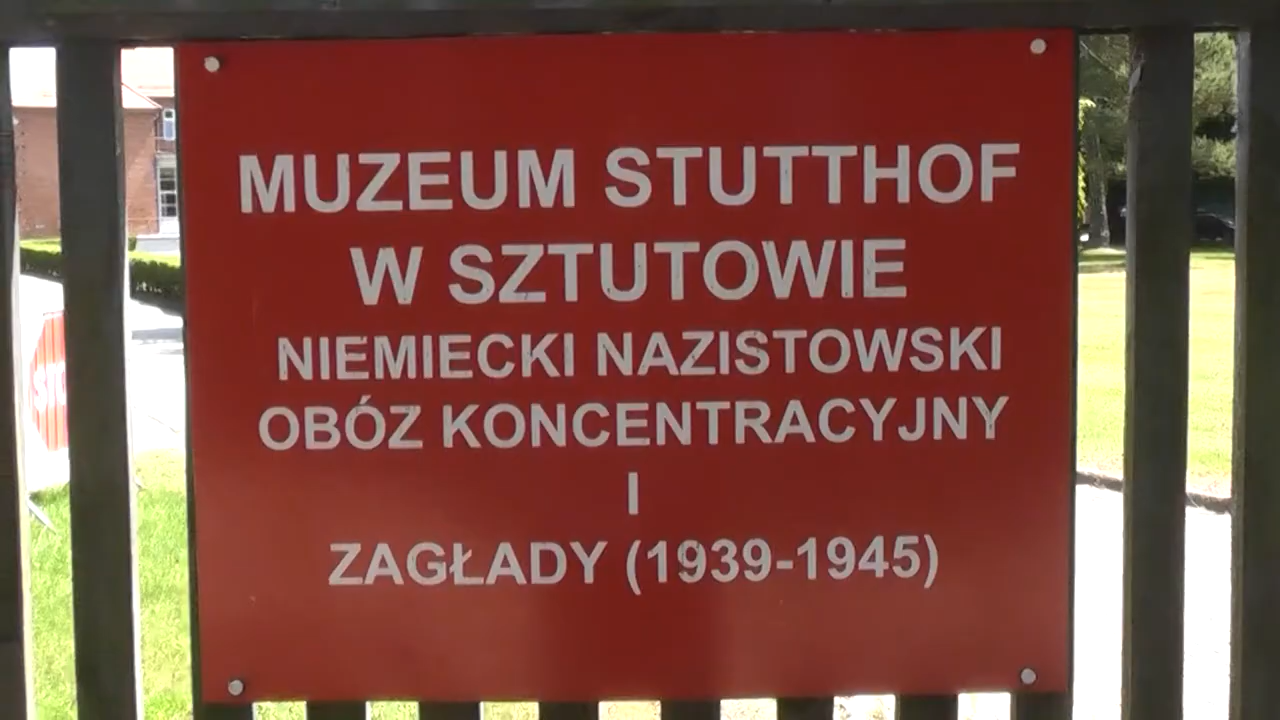 MUZEUM STUTTHOF
W SZTUTOWIE
NIEMIECKI NAZISTOWSKI
OBÓZ KONCENTRACYJNY
I
ZAGŁADY (1939-1945)